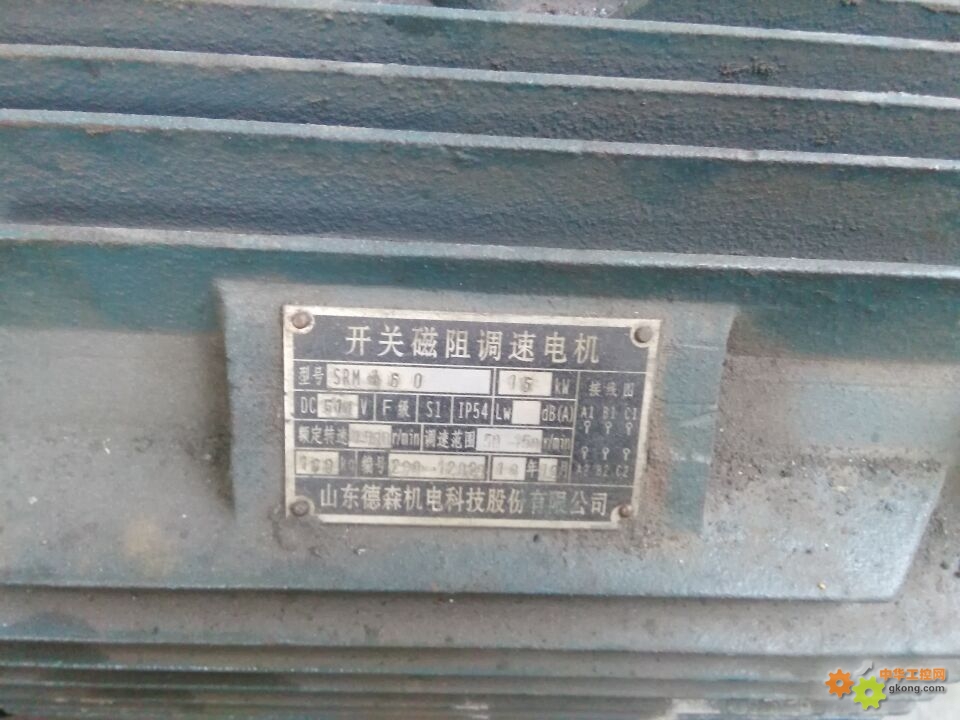 开关磁阻调速电机
型号 SRM 160 15 kW 接线图
DC V F级 S1 IP54 Lw dB(A) A1 B1 C1
额定转速 r/min 调速范围 r/min
编号 年 月 A2 B2 C2
山东德森机电科技股份有限公司
中华工控网
gkong.com